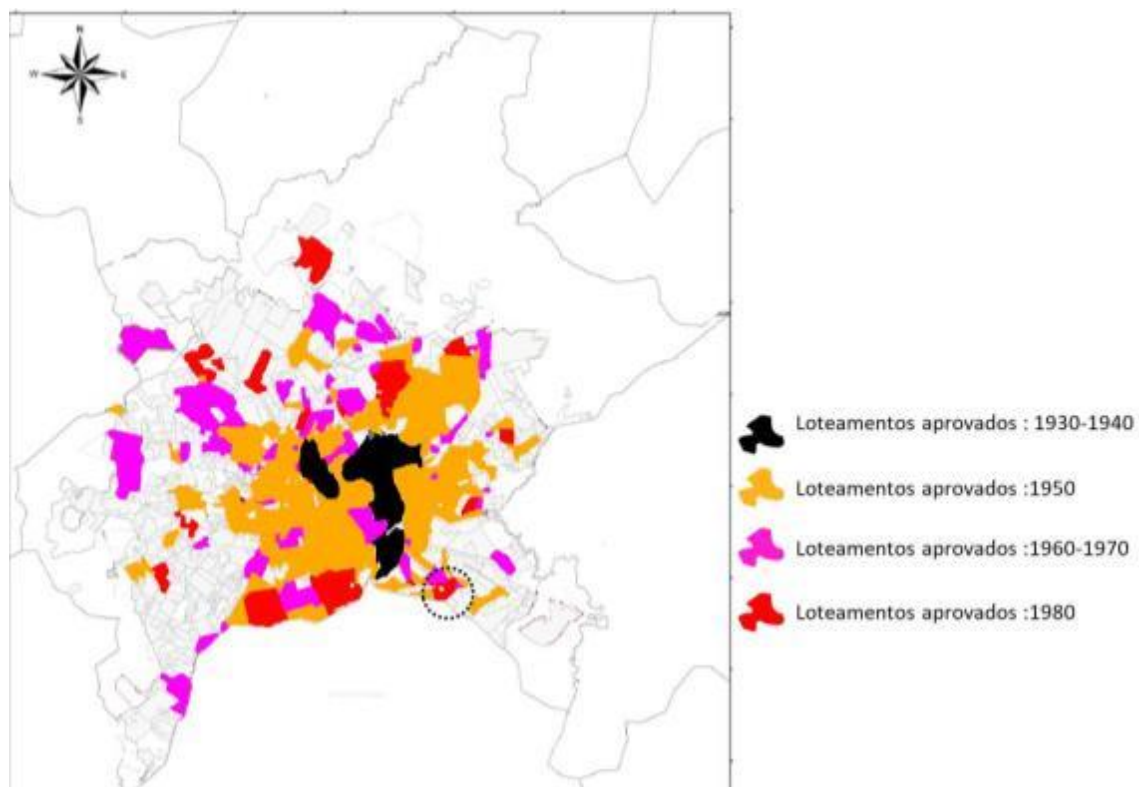 N
W
E
S
Loteamentos aprovados : 1930-1940
Loteamentos aprovados :1950
Loteamentos aprovados :1960-1970
Loteamentos aprovados :1980